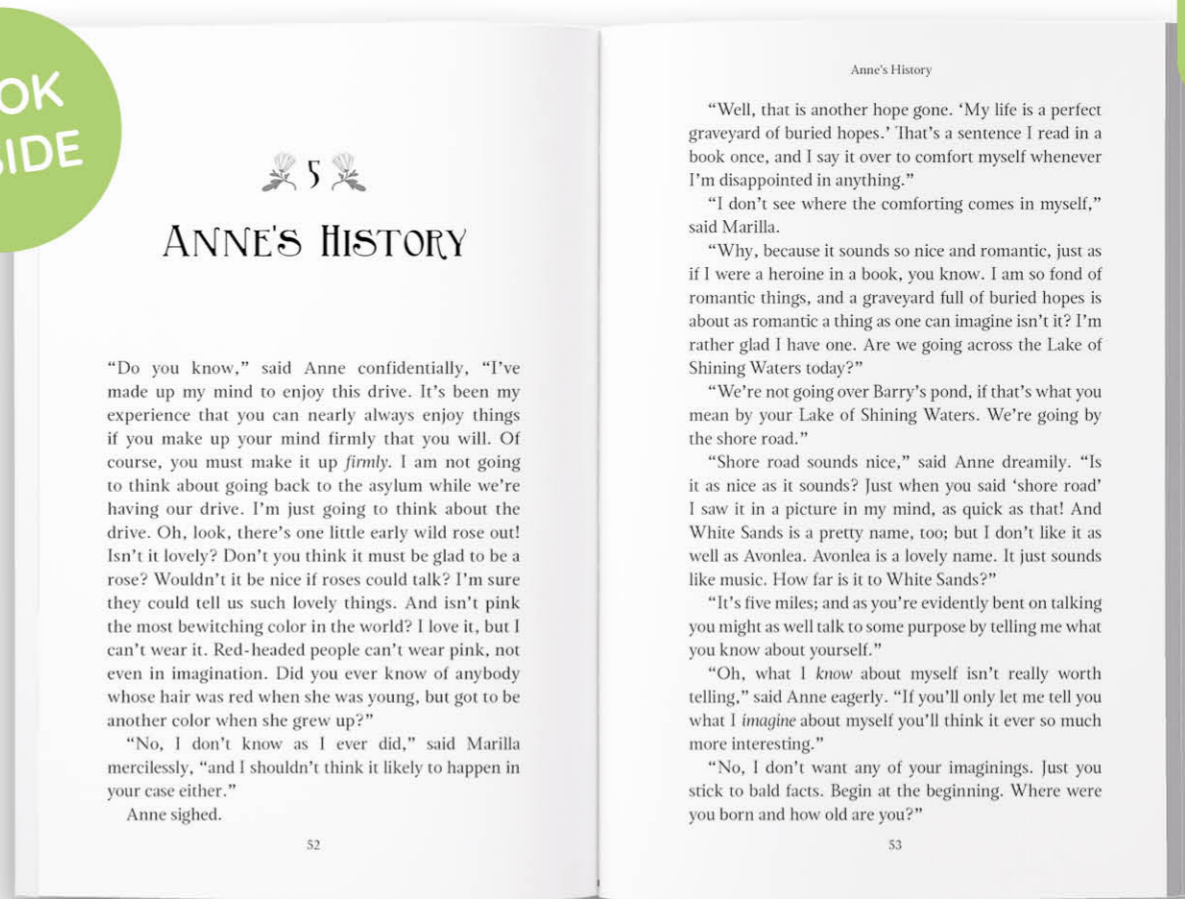 5
ANNE'S HISTORY
“Do you know,” said Anne confidentially, “I’ve
made up my mind to enjoy this drive. It’s been my
experience that you can nearly always enjoy things
if you make up your mind firmly that you will. Of
course, you must make it up firmly. I am not going
to think about going back to the asylum while we’re
having our drive. I’m just going to think about the
drive. Oh, look, there’s one little early wild rose out!
Isn’t it lovely? Don’t you think it must be glad to be a
rose? Wouldn’t it be nice if roses could talk? I’m sure
they could tell us such lovely things. And isn’t pink
the most bewitching color in the world? I love it, but I
can’t wear it. Red-headed people can’t wear pink, not
even in imagination. Did you ever know of anybody
whose hair was red when she was young, but got to be
another color when she grew up?”
“No, I don’t know as I ever did,” said Marilla
mercilessly, “and I shouldn’t think it likely to happen in
your case either.”
Anne sighed.
52
Anne’s History
“Well, that is another hope gone. ‘My life is a perfect
graveyard of buried hopes.’ That’s a sentence I read in a
book once, and I say it over to comfort myself whenever
I’m disappointed in anything.”
“I don’t see where the comforting comes in myself,”
said Marilla.
“Why, because it sounds so nice and romantic, just as
if I were a heroine in a book, you know. I am so fond of
romantic things, and a graveyard full of buried hopes is
about as romantic a thing as one can imagine isn’t it? I’m
rather glad I have one. Are we going across the Lake of
Shining Waters today?”
“We’re not going over Barry’s pond, if that’s what you
mean by your Lake of Shining Waters. We’re going by
the shore road.”
“Shore road sounds nice,” said Anne dreamily. “Is
it as nice as it sounds? Just when you said ‘shore road’
I saw it in a picture in my mind, as quick as that! And
White Sands is a pretty name, too; but I don’t like it as
well as Avonlea. Avonlea is a lovely name. It just sounds
like music. How far is it to White Sands?”
“It’s five miles; and as you’re evidently bent on talking
you might as well talk to some purpose by telling me what
you know about yourself.”
“Oh, what I know about myself isn’t really worth
telling,” said Anne eagerly. “If you’ll only let me tell you
what I imagine about myself you’ll think it ever so much
more interesting.”
“No, I don’t want any of your imaginings. Just you
stick to bald facts. Begin at the beginning. Where were
you born and how old are you?”
53